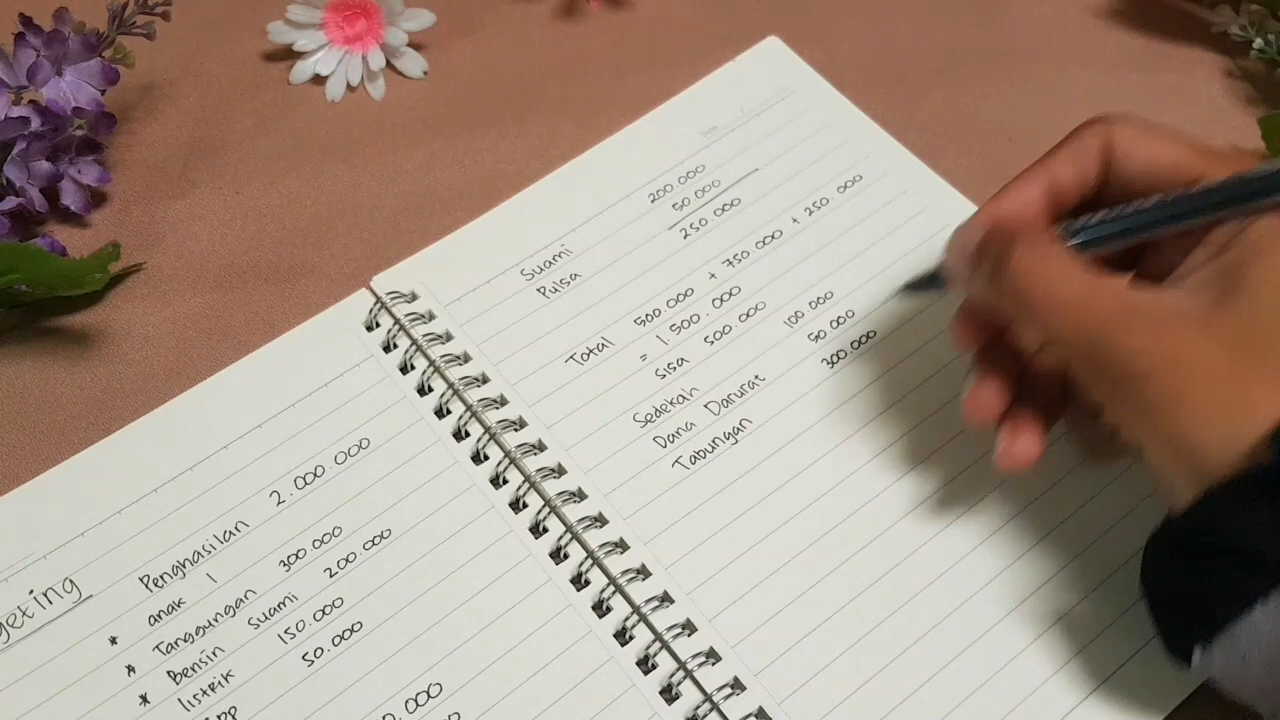 geting
Penghasilan 2.000.000
* anak 1
* Tanggungan 300.000
* Bensin suami 200.000
listrik 150.000
50.000
Suami 200.000
Pulsa 50.000
250.000
Total 500.000 + 750.000 + 250.000
= 1.500.000
sisa 500.000
Sedekah 100.000
Dana Darurat 50.000
Tabungan 300.000